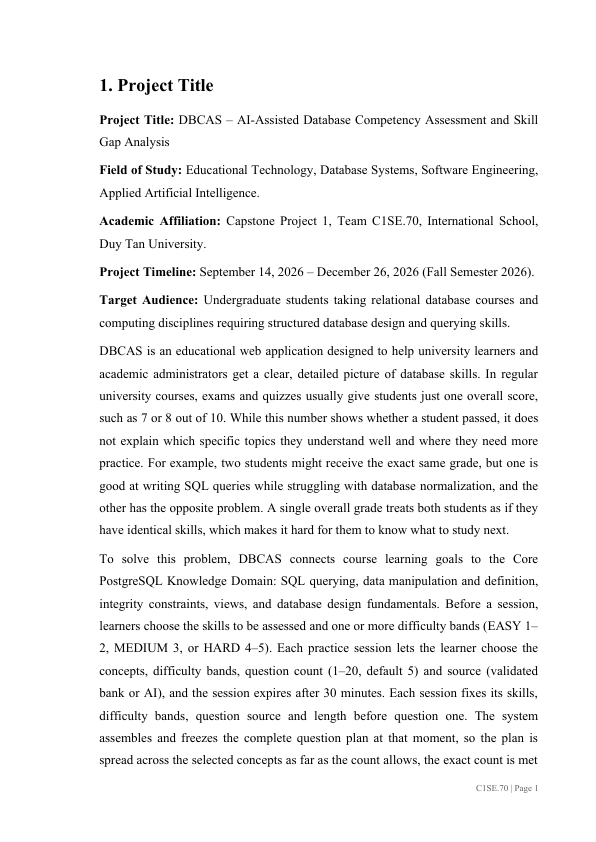 1. Project Title
Project Title: DBCAS – AI-Assisted Database Competency Assessment and Skill
Gap Analysis
Field of Study: Educational Technology, Database Systems, Software Engineering,
Applied Artificial Intelligence.
Academic Affiliation: Capstone Project 1, Team C1SE.70, International School,
Duy Tan University.
Project Timeline: September 14, 2026 – December 26, 2026 (Fall Semester 2026).
Target Audience: Undergraduate students taking relational database courses and
computing disciplines requiring structured database design and querying skills.
DBCAS is an educational web application designed to help university learners and
academic administrators get a clear, detailed picture of database skills. In regular
university courses, exams and quizzes usually give students just one overall score,
such as 7 or 8 out of 10. While this number shows whether a student passed, it does
not explain which specific topics they understand well and where they need more
practice. For example, two students might receive the exact same grade, but one is
good at writing SQL queries while struggling with database normalization, and the
other has the opposite problem. A single overall grade treats both students as if they
have identical skills, which makes it hard for them to know what to study next.
To solve this problem, DBCAS connects course learning goals to the Core
PostgreSQL Knowledge Domain: SQL querying, data manipulation and definition,
integrity constraints, views, and database design fundamentals. Before a session,
learners choose the skills to be assessed and one or more difficulty bands (EASY 1–
2, MEDIUM 3, or HARD 4–5). Each practice session lets the learner choose the
concepts, difficulty bands, question count (1–20, default 5) and source (validated
bank or AI), and the session expires after 30 minutes. Each session fixes its skills,
difficulty bands, question source and length before question one. The system
assembles and freezes the complete question plan at that moment, so the plan is
spread across the selected concepts as far as the count allows, the exact count is met
C1SE.70 | Page 1